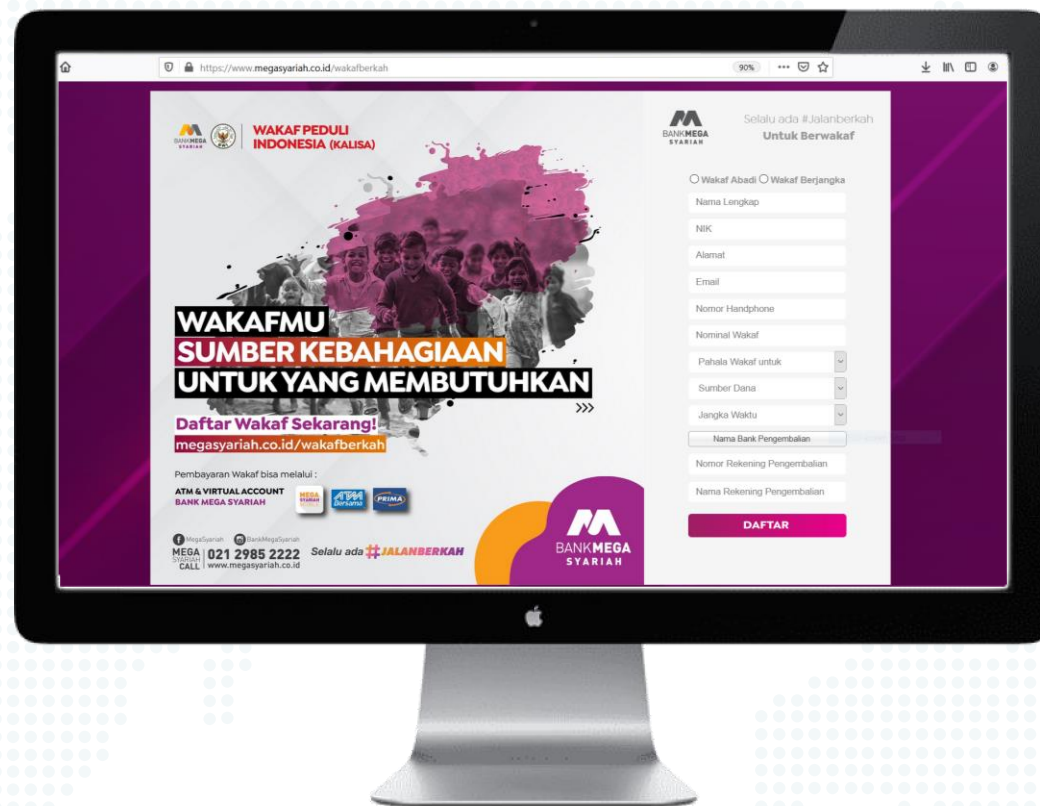 https://www.megasyariah.co.id/wakafberkah
90%
BANKMEGA
SYARIAH
WAKAF PEDULI
INDONESIA (KALISA)
WAKAFMU
SUMBER KEBAHAGIAAN
UNTUK YANG MEMBUTUHKAN
>>>
Daftar Wakaf Sekarang!
megasyariah.co.id/wakafberkah
Pembayaran Wakaf bisa melalui :
ATM & VIRTUAL ACCOUNT
BANK MEGA SYARIAH
MEGA
SYARIAH
ATM
Bersama
PRIMA
MegaSyariah BankMegaSyariah
MEGA
SYARIAH
CALL
021 2985 2222
www.megasyariah.co.id
Selalu ada #JALANBERKAH
BANKMEGA
SYARIAH
BANKMEGA
SYARIAH
Selalu ada #Jalanberkah
Untuk Berwakaf
Wakaf Abadi Wakaf Berjangka
Nama Lengkap
NIK
Alamat
Email
Nomor Handphone
Nominal Wakaf
Pahala Wakaf untuk
Sumber Dana
Jangka Waktu
Nama Bank Pengembalian
Nomor Rekening Pengembalian
Nama Rekening Pengembalian
DAFTAR